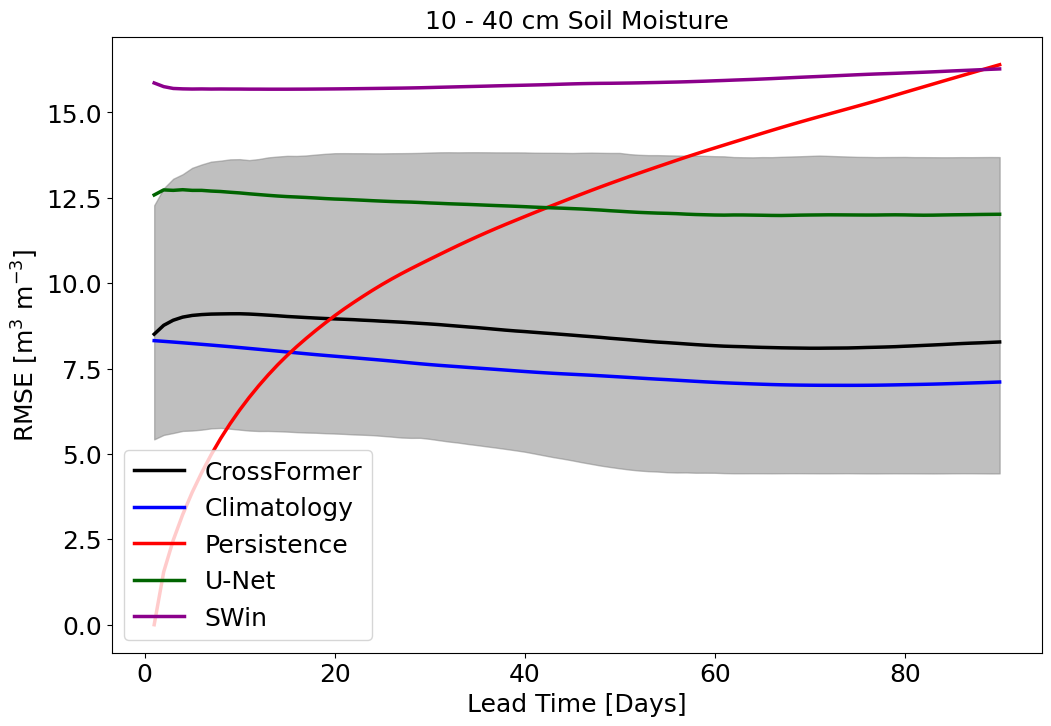 10 - 40 cm Soil Moisture
RMSE [m³ m⁻³]
15.0
12.5
10.0
7.5
5.0
2.5
0.0
CrossFormer
Climatology
Persistence
U-Net
SWin
0 20 40 60 80
Lead Time [Days]